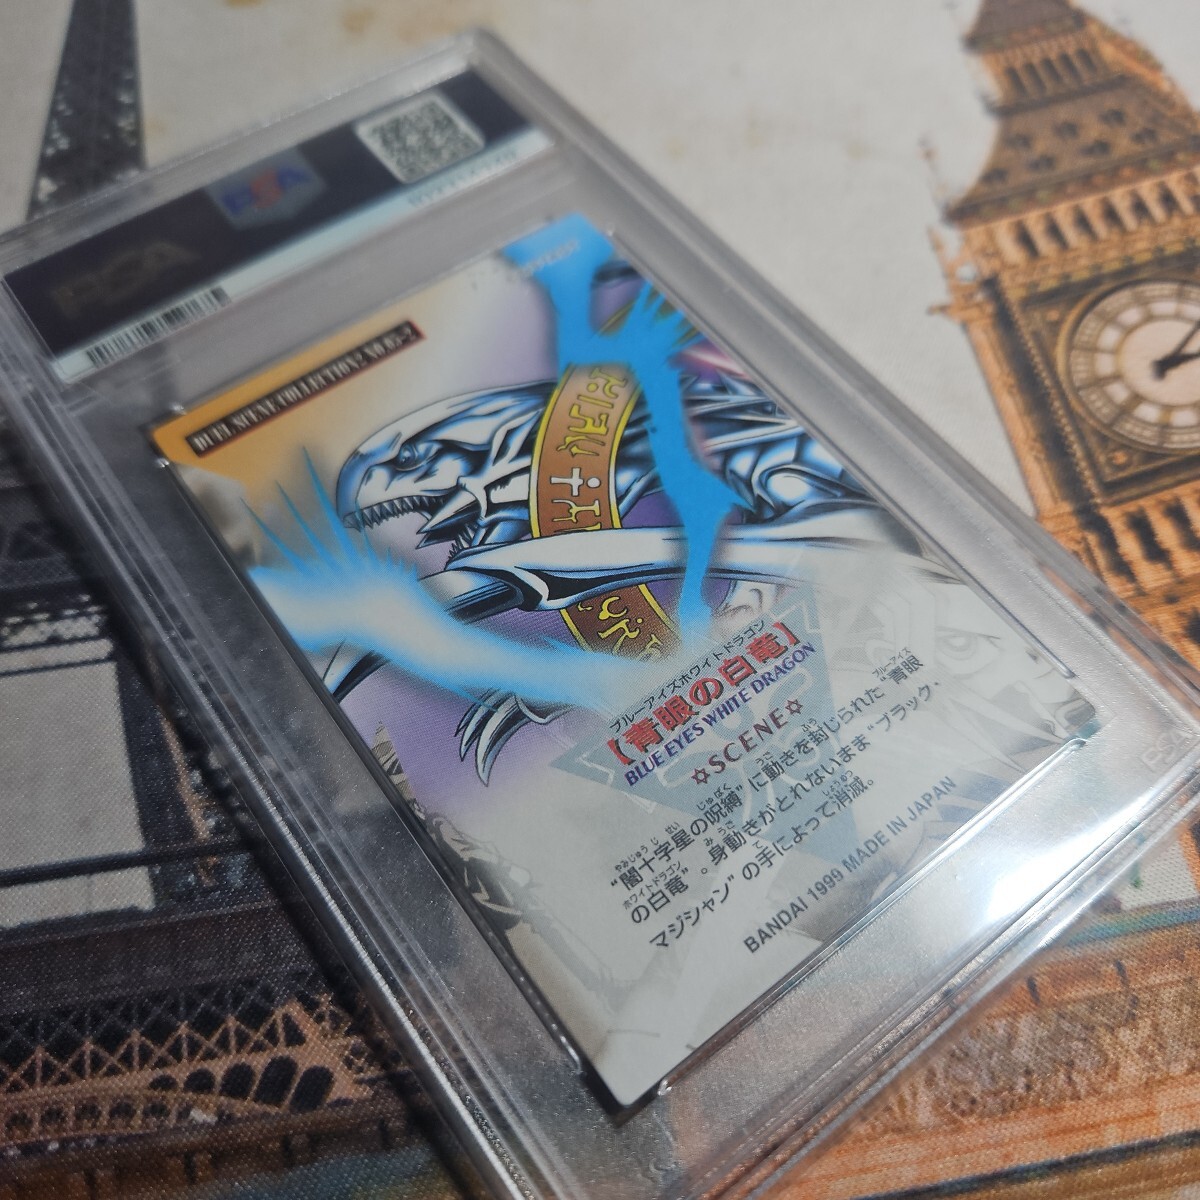 PSA
DUEL SCENE COLLECTION2 NO 05-2
ブルーアイズホワイトドラゴン
【青眼の白竜】
BLUE EYES WHITE DRAGON
✡SCENE✡
"闇十字星の呪縛"に動きを封じられた"青眼
の白竜"。身動きがとれないまま"ブラック・
マジシャン"の手によって消滅。
BANDAI 1999 MADE IN JAPAN